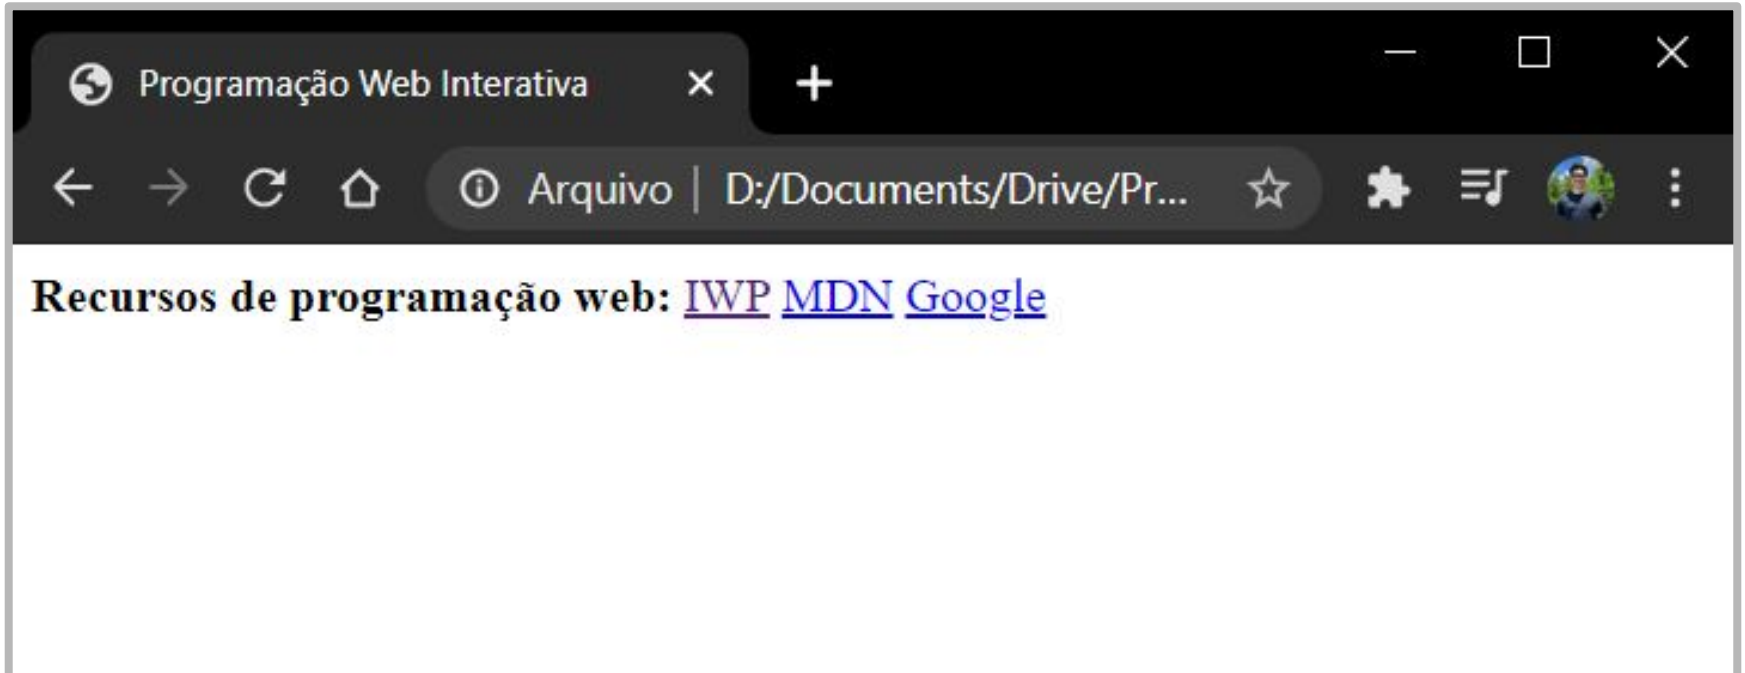 Programação Web Interativa
Arquivo | D:/Documents/Drive/Pr...
Recursos de programação web: IWP MDN Google